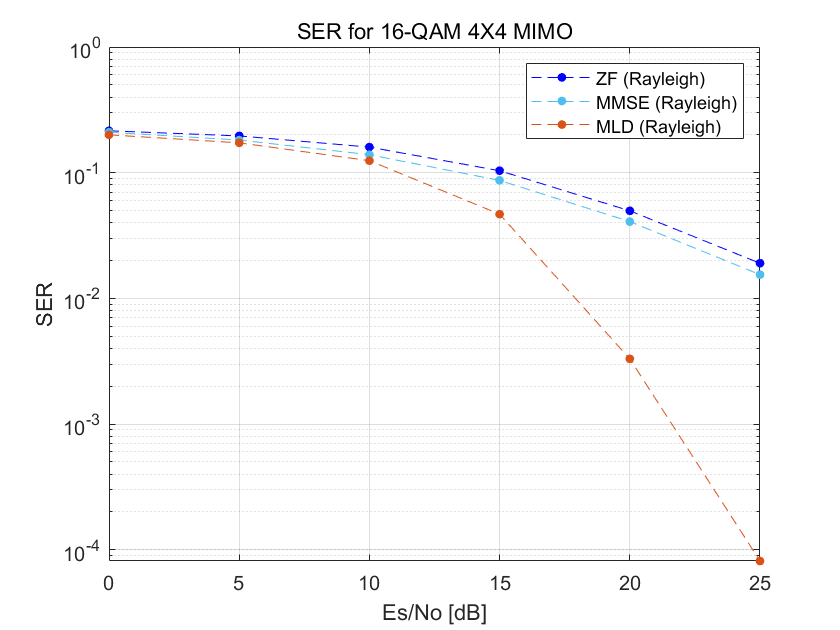 SER for 16-QAM 4X4 MIMO
ZF (Rayleigh)
MMSE (Rayleigh)
MLD (Rayleigh)
10^0
10^-1
10^-2
10^-3
10^-4
SER
0 5 10 15 20 25
Es/No [dB]